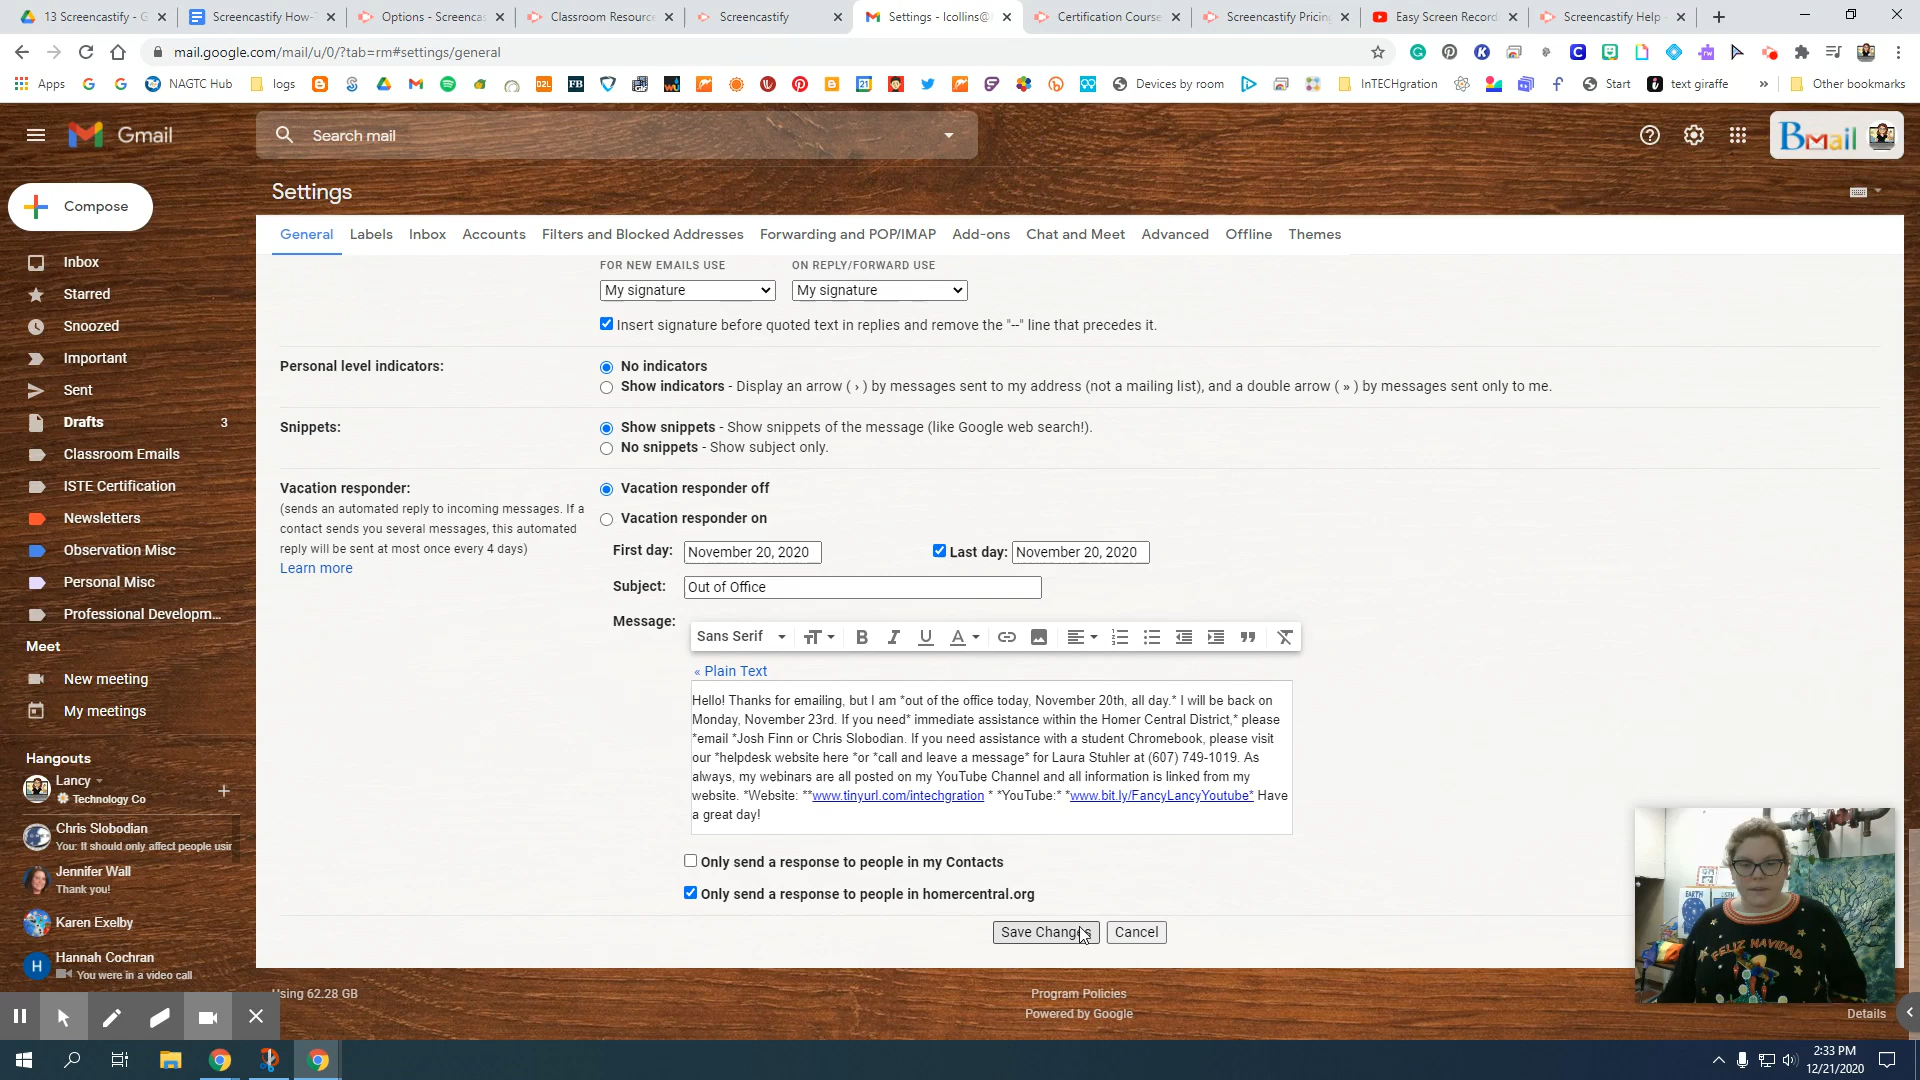 13 Screencastify - G
Screencastify How-
Options - Screencas
Classroom Resource
Screencastify
Settings - lcollins@
Certification Course
Screencastify Pricing
Easy Screen Record
Screencastify Help -
mail.google.com/mail/u/0/?tab=rm#settings/general
Apps
NAGTC Hub
logs
Devices by room
InTECHgration
Start
text giraffe
»
Other bookmarks
Gmail
Search mail
Bmail
Settings
Compose
General
Labels
Inbox
Accounts
Filters and Blocked Addresses
Forwarding and POP/IMAP
Add-ons
Chat and Meet
Advanced
Offline
Themes
Inbox
Starred
Snoozed
Important
Sent
Drafts 3
Classroom Emails
ISTE Certification
Newsletters
Observation Misc
Personal Misc
Professional Developm...
Meet
New meeting
My meetings
Hangouts
Lancy
Technology Co
Chris Slobodian
You: It should only affect people usin
Jennifer Wall
Thank you!
Karen Exelby
H
Hannah Cochran
You were in a video call
FOR NEW EMAILS USE
ON REPLY/FORWARD USE
My signature
My signature
Insert signature before quoted text in replies and remove the "--" line that precedes it.
Personal level indicators:
No indicators
Show indicators - Display an arrow ( › ) by messages sent to my address (not a mailing list), and a double arrow ( » ) by messages sent only to me.
Snippets:
Show snippets - Show snippets of the message (like Google web search!).
No snippets - Show subject only.
Vacation responder:
(sends an automated reply to incoming messages. If a
contact sends you several messages, this automated
reply will be sent at most once every 4 days)
Learn more
Vacation responder off
Vacation responder on
First day: November 20, 2020
Last day: November 20, 2020
Subject: Out of Office
Message:
Sans Serif
« Plain Text
Hello! Thanks for emailing, but I am *out of the office today, November 20th, all day.* I will be back on
Monday, November 23rd. If you need* immediate assistance within the Homer Central District,* please
*email *Josh Finn or Chris Slobodian. If you need assistance with a student Chromebook, please visit
our *helpdesk website here *or *call and leave a message* for Laura Stuhler at (607) 749-1019. As
always, my webinars are all posted on my YouTube Channel and all information is linked from my
website. *Website: **www.tinyurl.com/intechgration * *YouTube:* *www.bit.ly/FancyLancyYoutube* Have
a great day!
Only send a response to people in my Contacts
Only send a response to people in homercentral.org
Save Changes
Cancel
Using 62.28 GB
Program Policies
Powered by Google
Details
FELIZ NAVIDAD
2:33 PM
12/21/2020